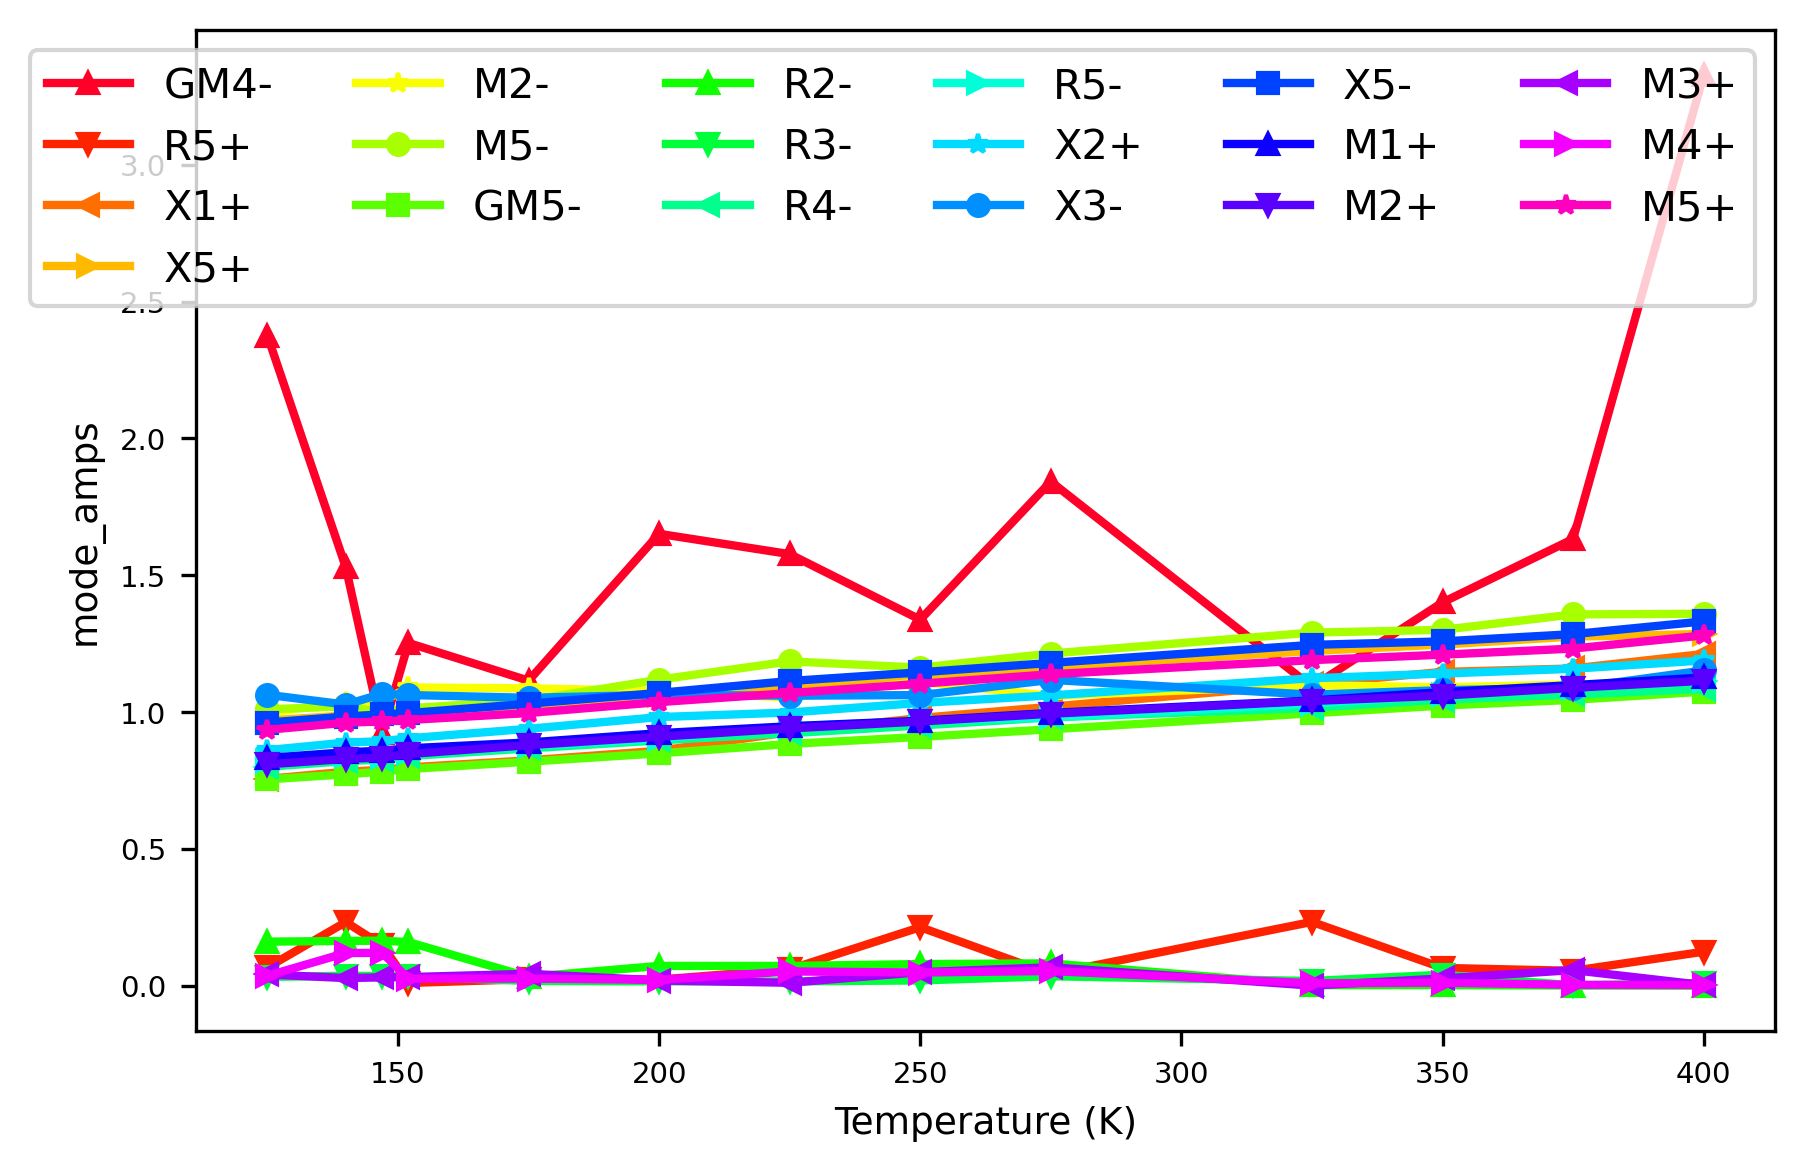 GM4- M2- R2- R5- X5- M3+
R5+ M5- R3- X2+ M1+ M4+
X1+ GM5- R4- X3- M2+ M5+
X5+
3.0
2.5
2.0
1.5
1.0
0.5
0.0
mode_amps
150 200 250 300 350 400
Temperature (K)